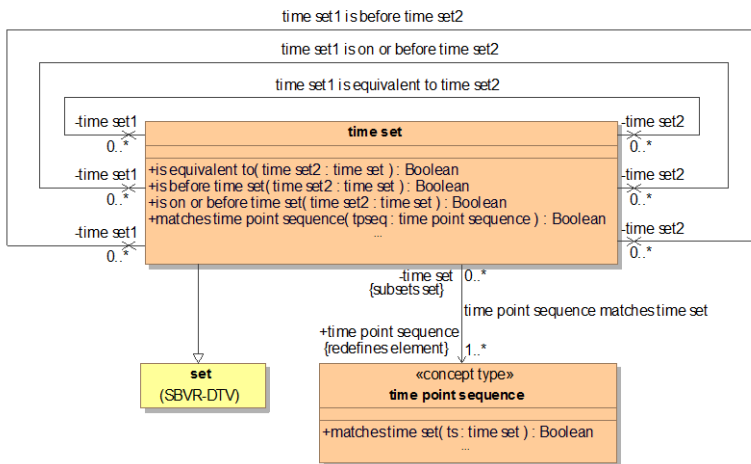 time set1 is before time set2
time set1 is on or before time set2
time set1 is equivalent to time set2
-time set1
0..*
-time set2
0..*
time set
+is equivalent to( time set2 : time set ) : Boolean
+is before time set( time set2 : time set ) : Boolean
+is on or before time set( time set2 : time set ) : Boolean
+matches time point sequence( tpseq : time point sequence ) : Boolean
...
-time set1
0..*
-time set2
0..*
-time set1
0..*
-time set2
0..*
-time set
0..*
{subsets set}
time point sequence matches time set
+time point sequence
{redefines element}
1..*
set
(SBVR-DTV)
«concept type»
time point sequence
+matches time set( ts : time set ) : Boolean
...